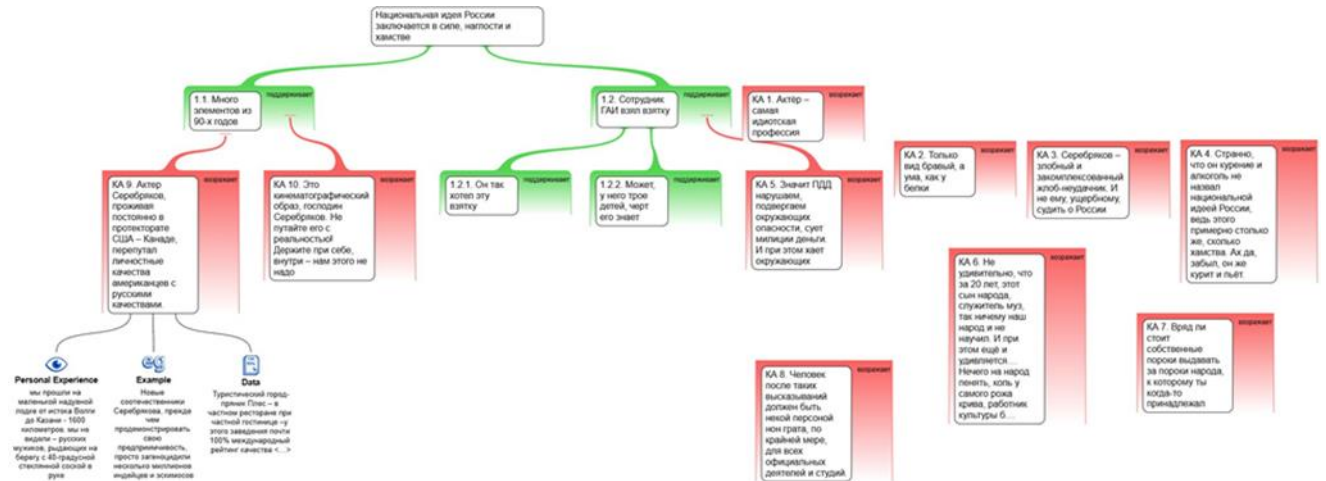 Национальная идея России
заключается в силе, наглости и
хамстве
1.1. Много
элементов из
90-х годов
поддерживает
1.2. Сотрудник
ГАИ взял взятку
поддерживает
КА 1. Актёр –
самая
идиотская
профессия
возражает
КА 2. Только
вид бравый, а
ума, как у
белки
возражает
КА 3. Серебряков –
злобный и
закомплексованный
жлоб-неудачник. И
не ему, ущербному,
судить о России
возражает
КА 4. Странно,
что он курение и
алкоголь не
назвал
национальной
идеей России,
ведь этого
примерно столько
же, сколько
хамства. Ах да,
забыл, он же
курит и пьёт.
возражает
КА 9. Актер
Серебряков,
проживая
постоянно в
протекторате
США – Канаде,
перепутал
личностные
качества
американцев с
русскими
качествами.
возражает
КА 10. Это
кинематографический
образ, господин
Серебряков. Не
путайте его с
реальностью!
Держите при себе,
внутри – нам этого не
надо
возражает
1.2.1. Он так
хотел эту
взятку
поддерживает
1.2.2. Может,
у него трое
детей, черт
его знает
поддерживает
КА 5. Значит ПДД
нарушаем,
подвергаем
окружающих
опасности, сует
милиции деньги.
И при этом хает
окружающих
возражает
КА 6. Не
удивительно, что
за 20 лет, этот
сын народа,
служитель муз,
так ничему наш
народ и не
научил. И при
этом ещё и
удивляется....
Нечего на народ
пенять, коль у
самого рожа
крива, работник
культуры б....
возражает
КА 7. Вряд ли
стоит
собственные
пороки выдавать
за пороки народа,
к которому ты
когда-то
принадлежал
возражает
КА 8. Человек
после таких
высказываний
должен быть
некой персоной
нон грата, по
крайней мере,
для всех
официальных
деятелей и студий.
возражает
Personal Experience
мы прошли на
маленькой надувной
лодке от истока Волги
до Казани - 1600
километров. мы не
видели – русских
мужиков, рыдающих на
берегу с 40-градусной
стеклянной соской в
руке
eg
Example
Новые
соотечественники
Серебрякова, прежде
чем
продемонстрировать
свою
предприимчивость,
просто загеноцидили
несколько миллионов
индейцев и эскимосов
Data
Туристический город-
пряник Плес – в
частном ресторане при
частной гостинице –у
этого заведения почти
100% международный
рейтинг качества <...>